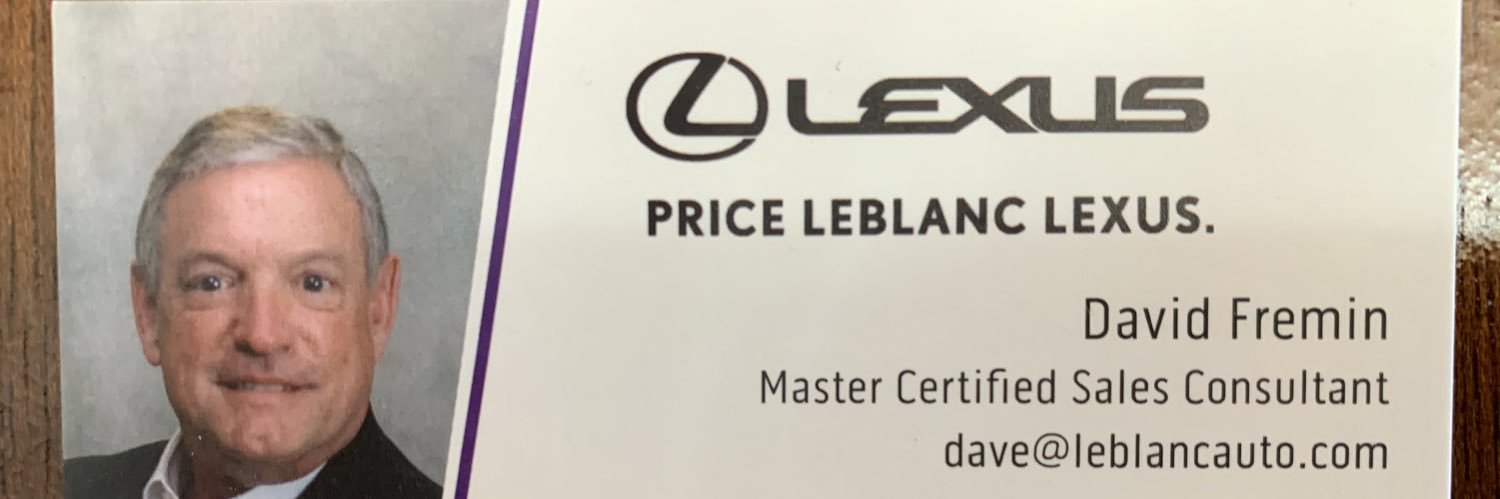 LEXUS
PRICE LEBLANC LEXUS.
David Fremin
Master Certified Sales Consultant
dave@leblancauto.com